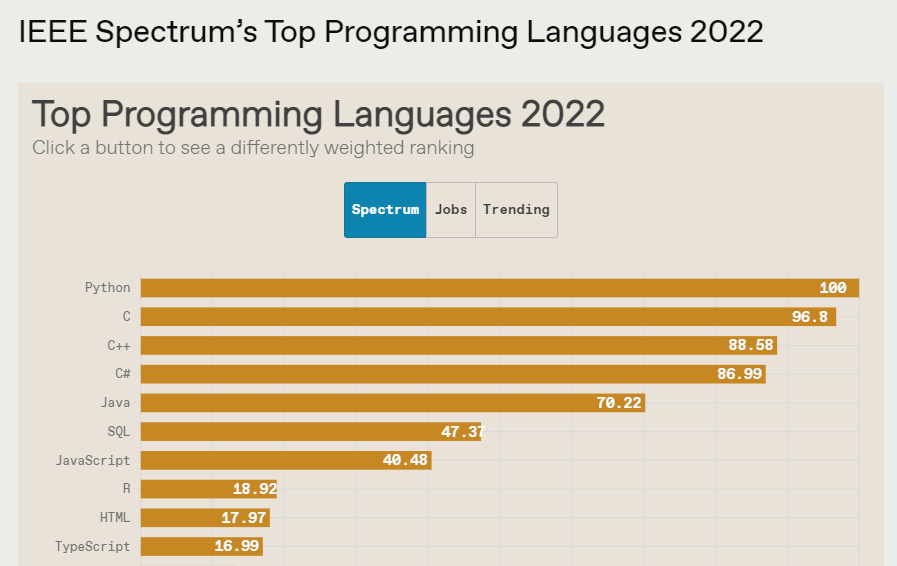 IEEE Spectrum’s Top Programming Languages 2022
Top Programming Languages 2022
Click a button to see a differently weighted ranking
Spectrum Jobs Trending
Python 100
C 96.8
C++ 88.58
C# 86.99
Java 70.22
SQL 47.37
JavaScript 40.48
R 18.92
HTML 17.97
TypeScript 16.99